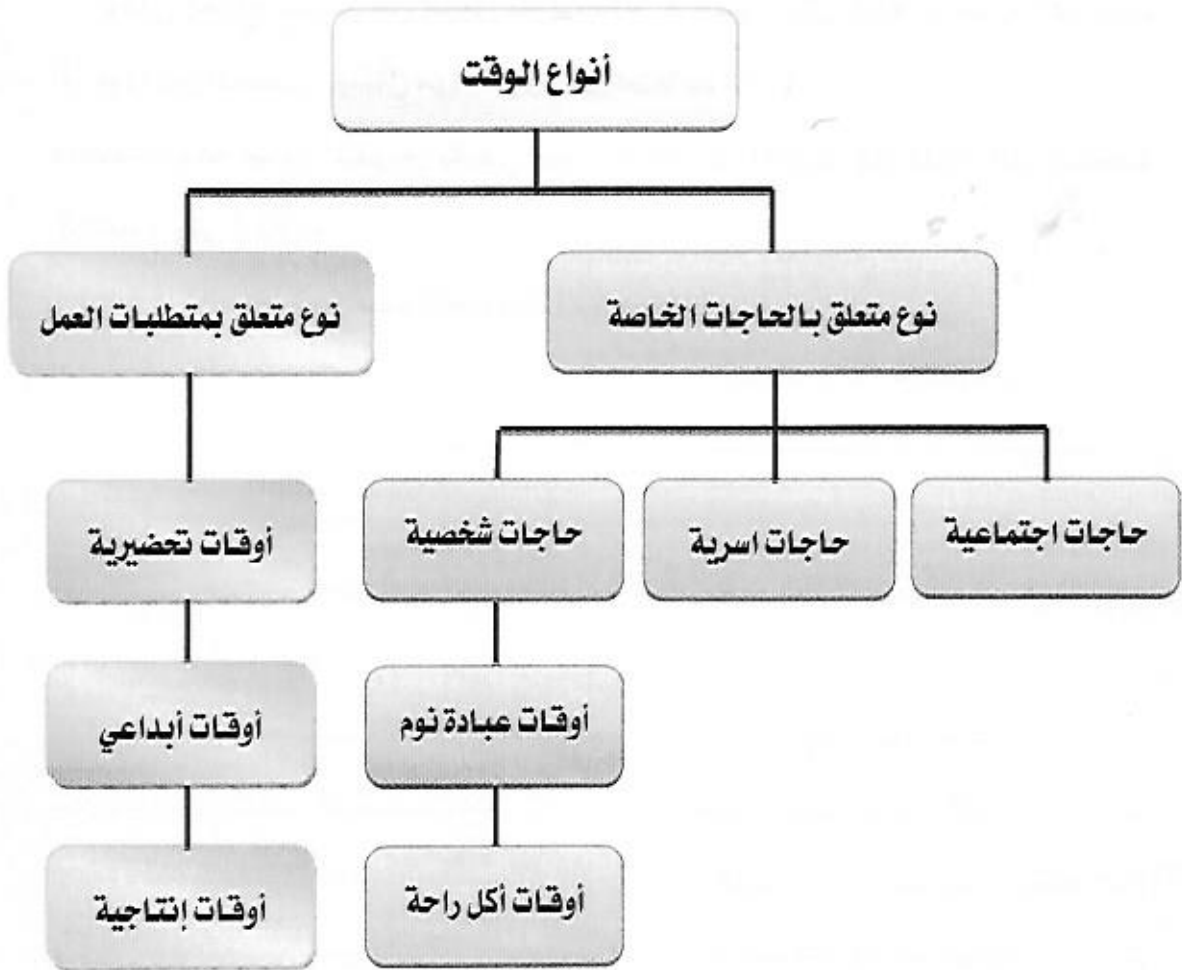 أنواع الوقت
نوع متعلق بالحاجات الخاصة
نوع متعلق بمتطلبات العمل
حاجات اجتماعية
حاجات اسرية
حاجات شخصية
أوقات تحضيرية
أوقات عبادة نوم
أوقات أبداعي
أوقات أكل راحة
أوقات إنتاجية